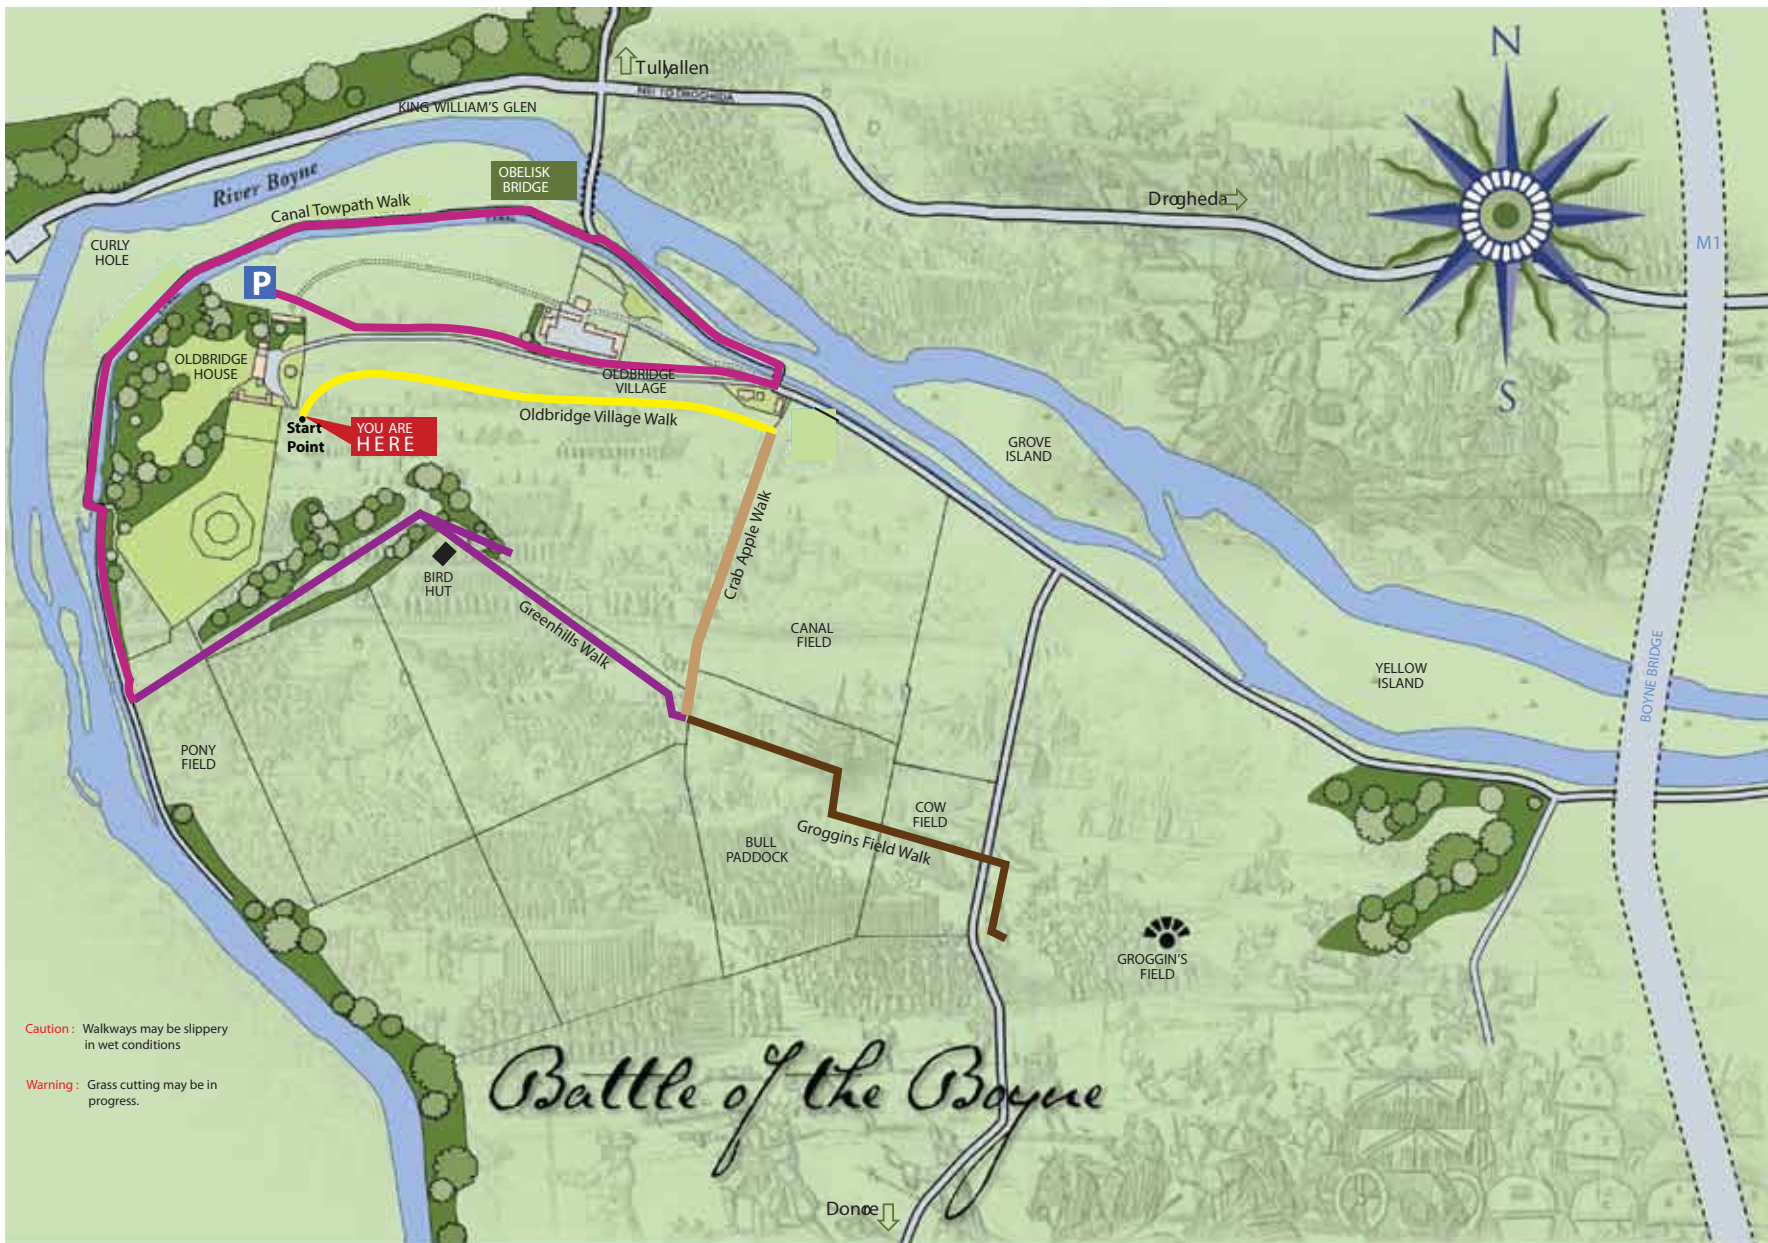 N
Tullyallen
KING WILLIAM'S GLEN
N51 TO DROGHEDA
River Boyne
OBELISK
BRIDGE
Canal Towpath Walk
Drogheda
M1
CURLY
HOLE
P
OLDBRIDGE
HOUSE
OLDBRIDGE
VILLAGE
Oldbridge Village Walk
S
Start
Point
YOU ARE
HERE
GROVE
ISLAND
Crab Apple Walk
BIRD
HUT
Greenhills Walk
CANAL
FIELD
YELLOW
ISLAND
BOYNE BRIDGE
PONY
FIELD
COW
FIELD
Groggins Field Walk
BULL
PADDOCK
GROGGIN'S
FIELD
Caution : Walkways may be slippery
in wet conditions
Warning : Grass cutting may be in
progress.
Battle of the Boyne
Donore